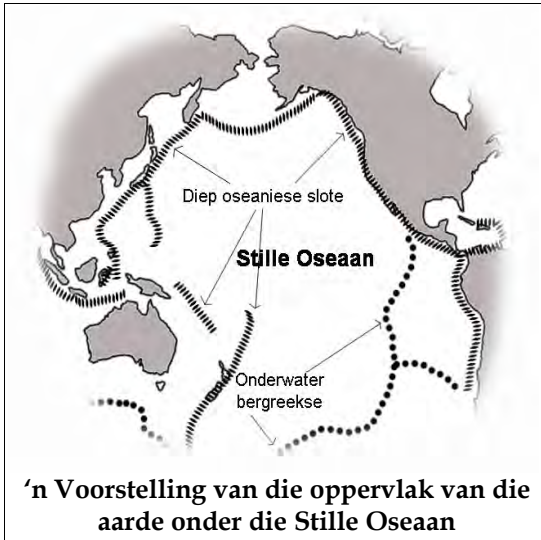 Diep oseaniese slote
Stille Oseaan
Onderwater
bergreekse
‘n Voorstelling van die oppervlak van die
aarde onder die Stille Oseaan